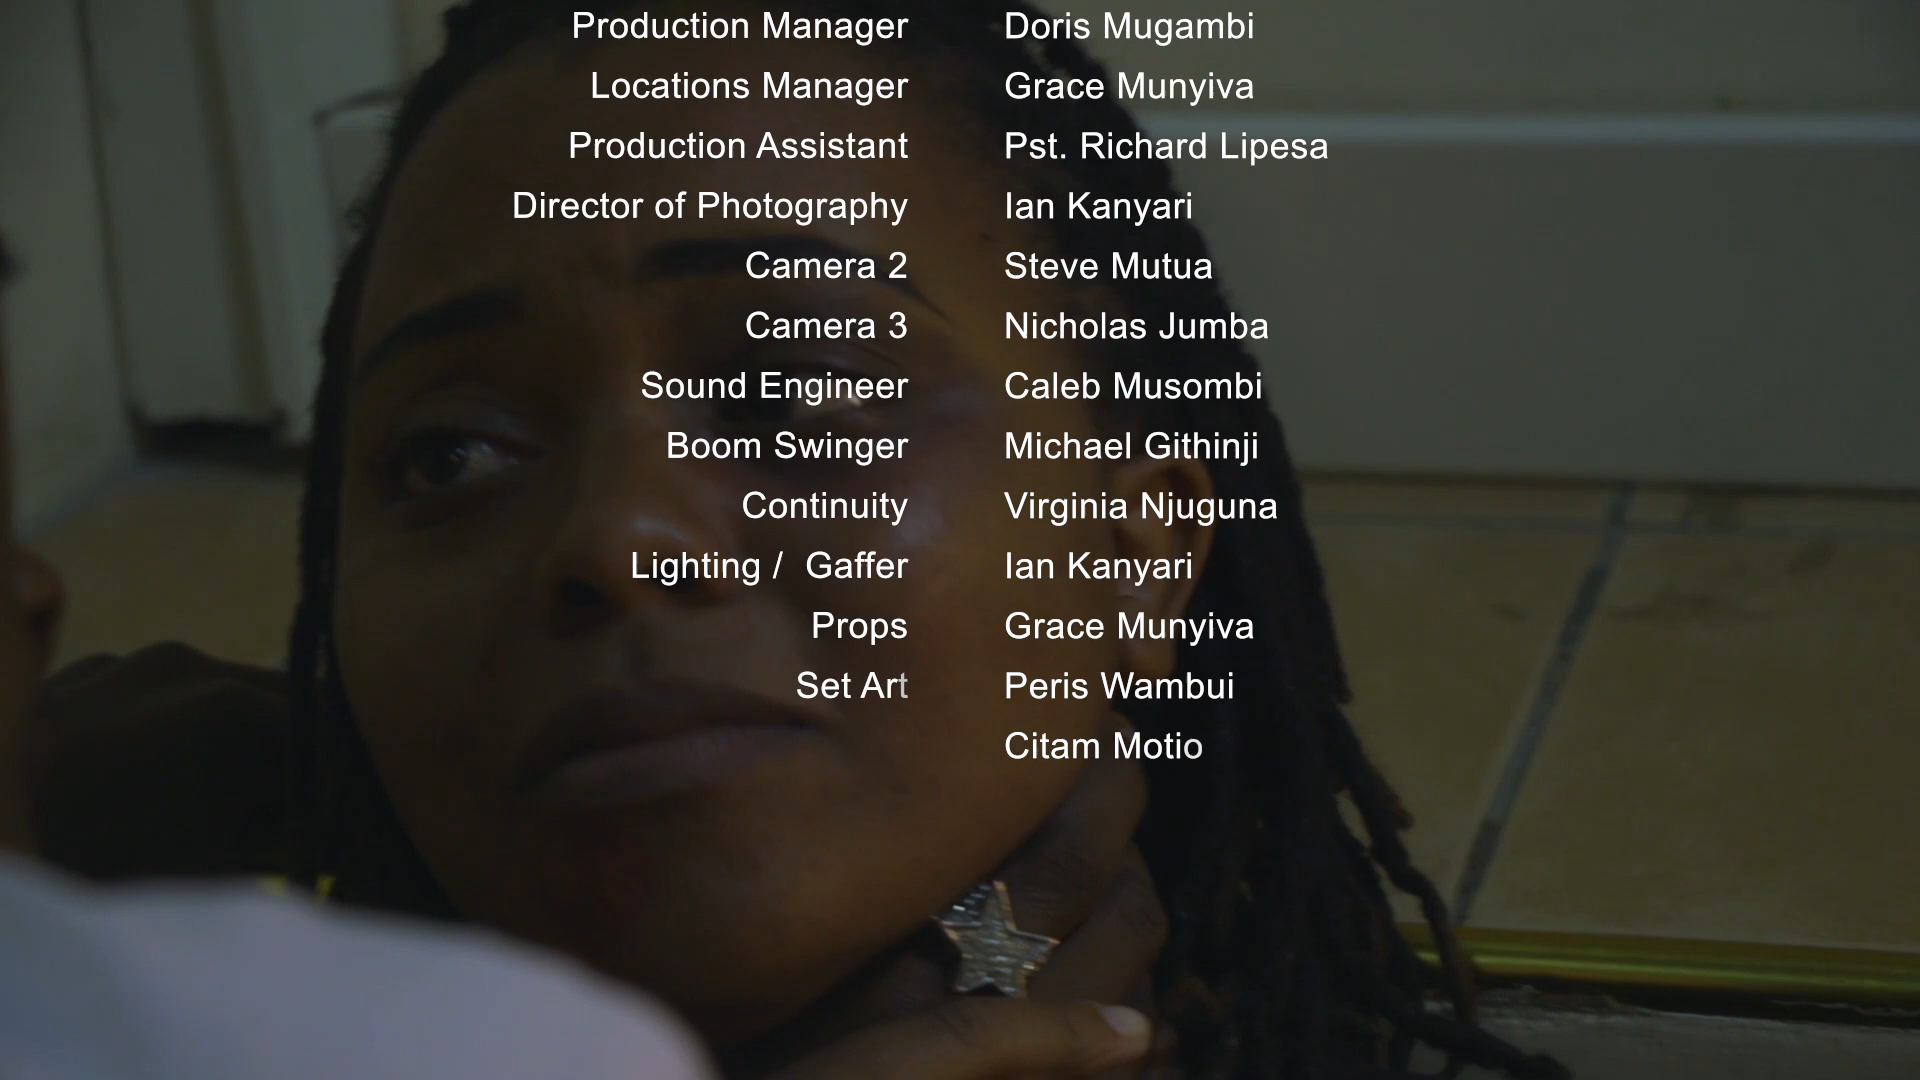 Production Manager Doris Mugambi
Locations Manager Grace Munyiva
Production Assistant Pst. Richard Lipesa
Director of Photography Ian Kanyari
Camera 2 Steve Mutua
Camera 3 Nicholas Jumba
Sound Engineer Caleb Musombi
Boom Swinger Michael Githinji
Continuity Virginia Njuguna
Lighting /  Gaffer Ian Kanyari
Props Grace Munyiva
Set Art Peris Wambui
Citam Motio